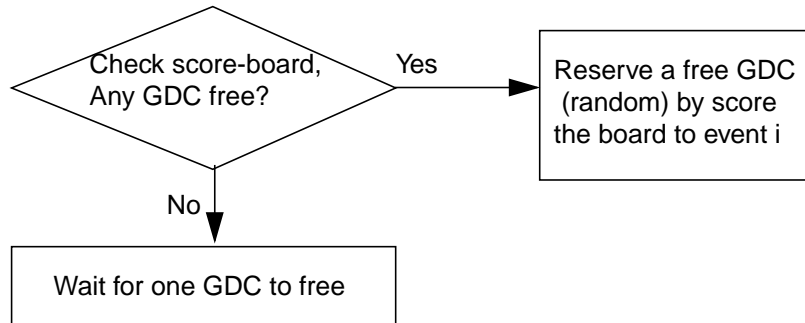 Check score-board,
Any GDC free?
Yes
Reserve a free GDC
(random) by score
the board to event i
No
Wait for one GDC to free